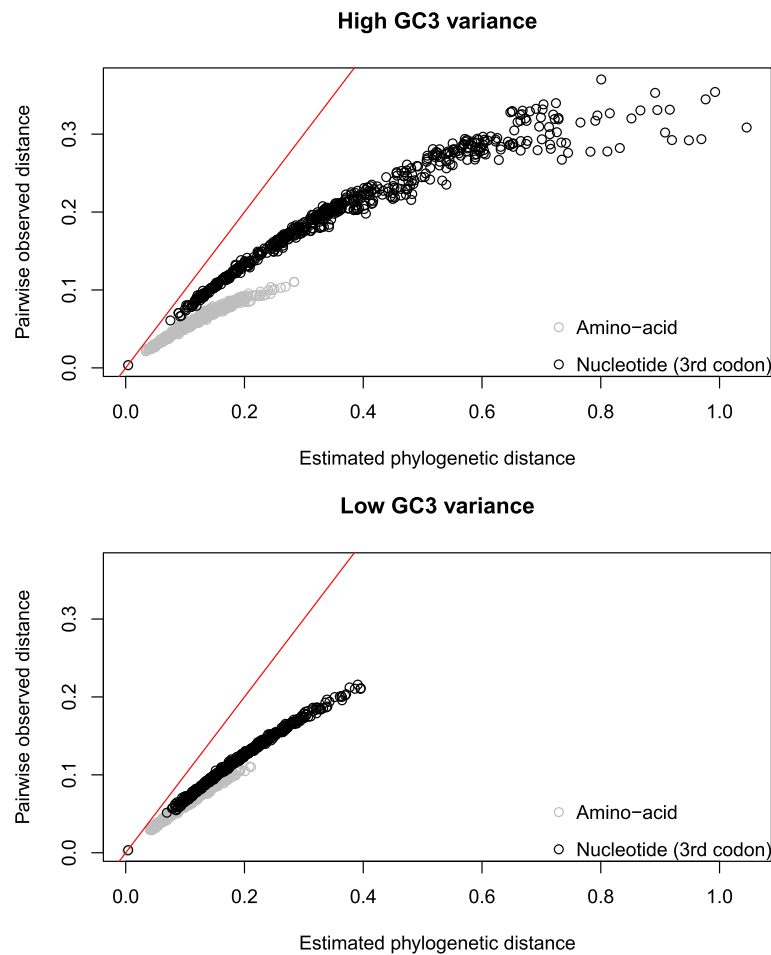 High GC3 variance
Pairwise observed distance
0.3
0.2
0.1
0.0
Amino−acid
Nucleotide (3rd codon)
0.0 0.2 0.4 0.6 0.8 1.0
Estimated phylogenetic distance
Low GC3 variance
Pairwise observed distance
0.3
0.2
0.1
0.0
Amino−acid
Nucleotide (3rd codon)
0.0 0.2 0.4 0.6 0.8 1.0
Estimated phylogenetic distance